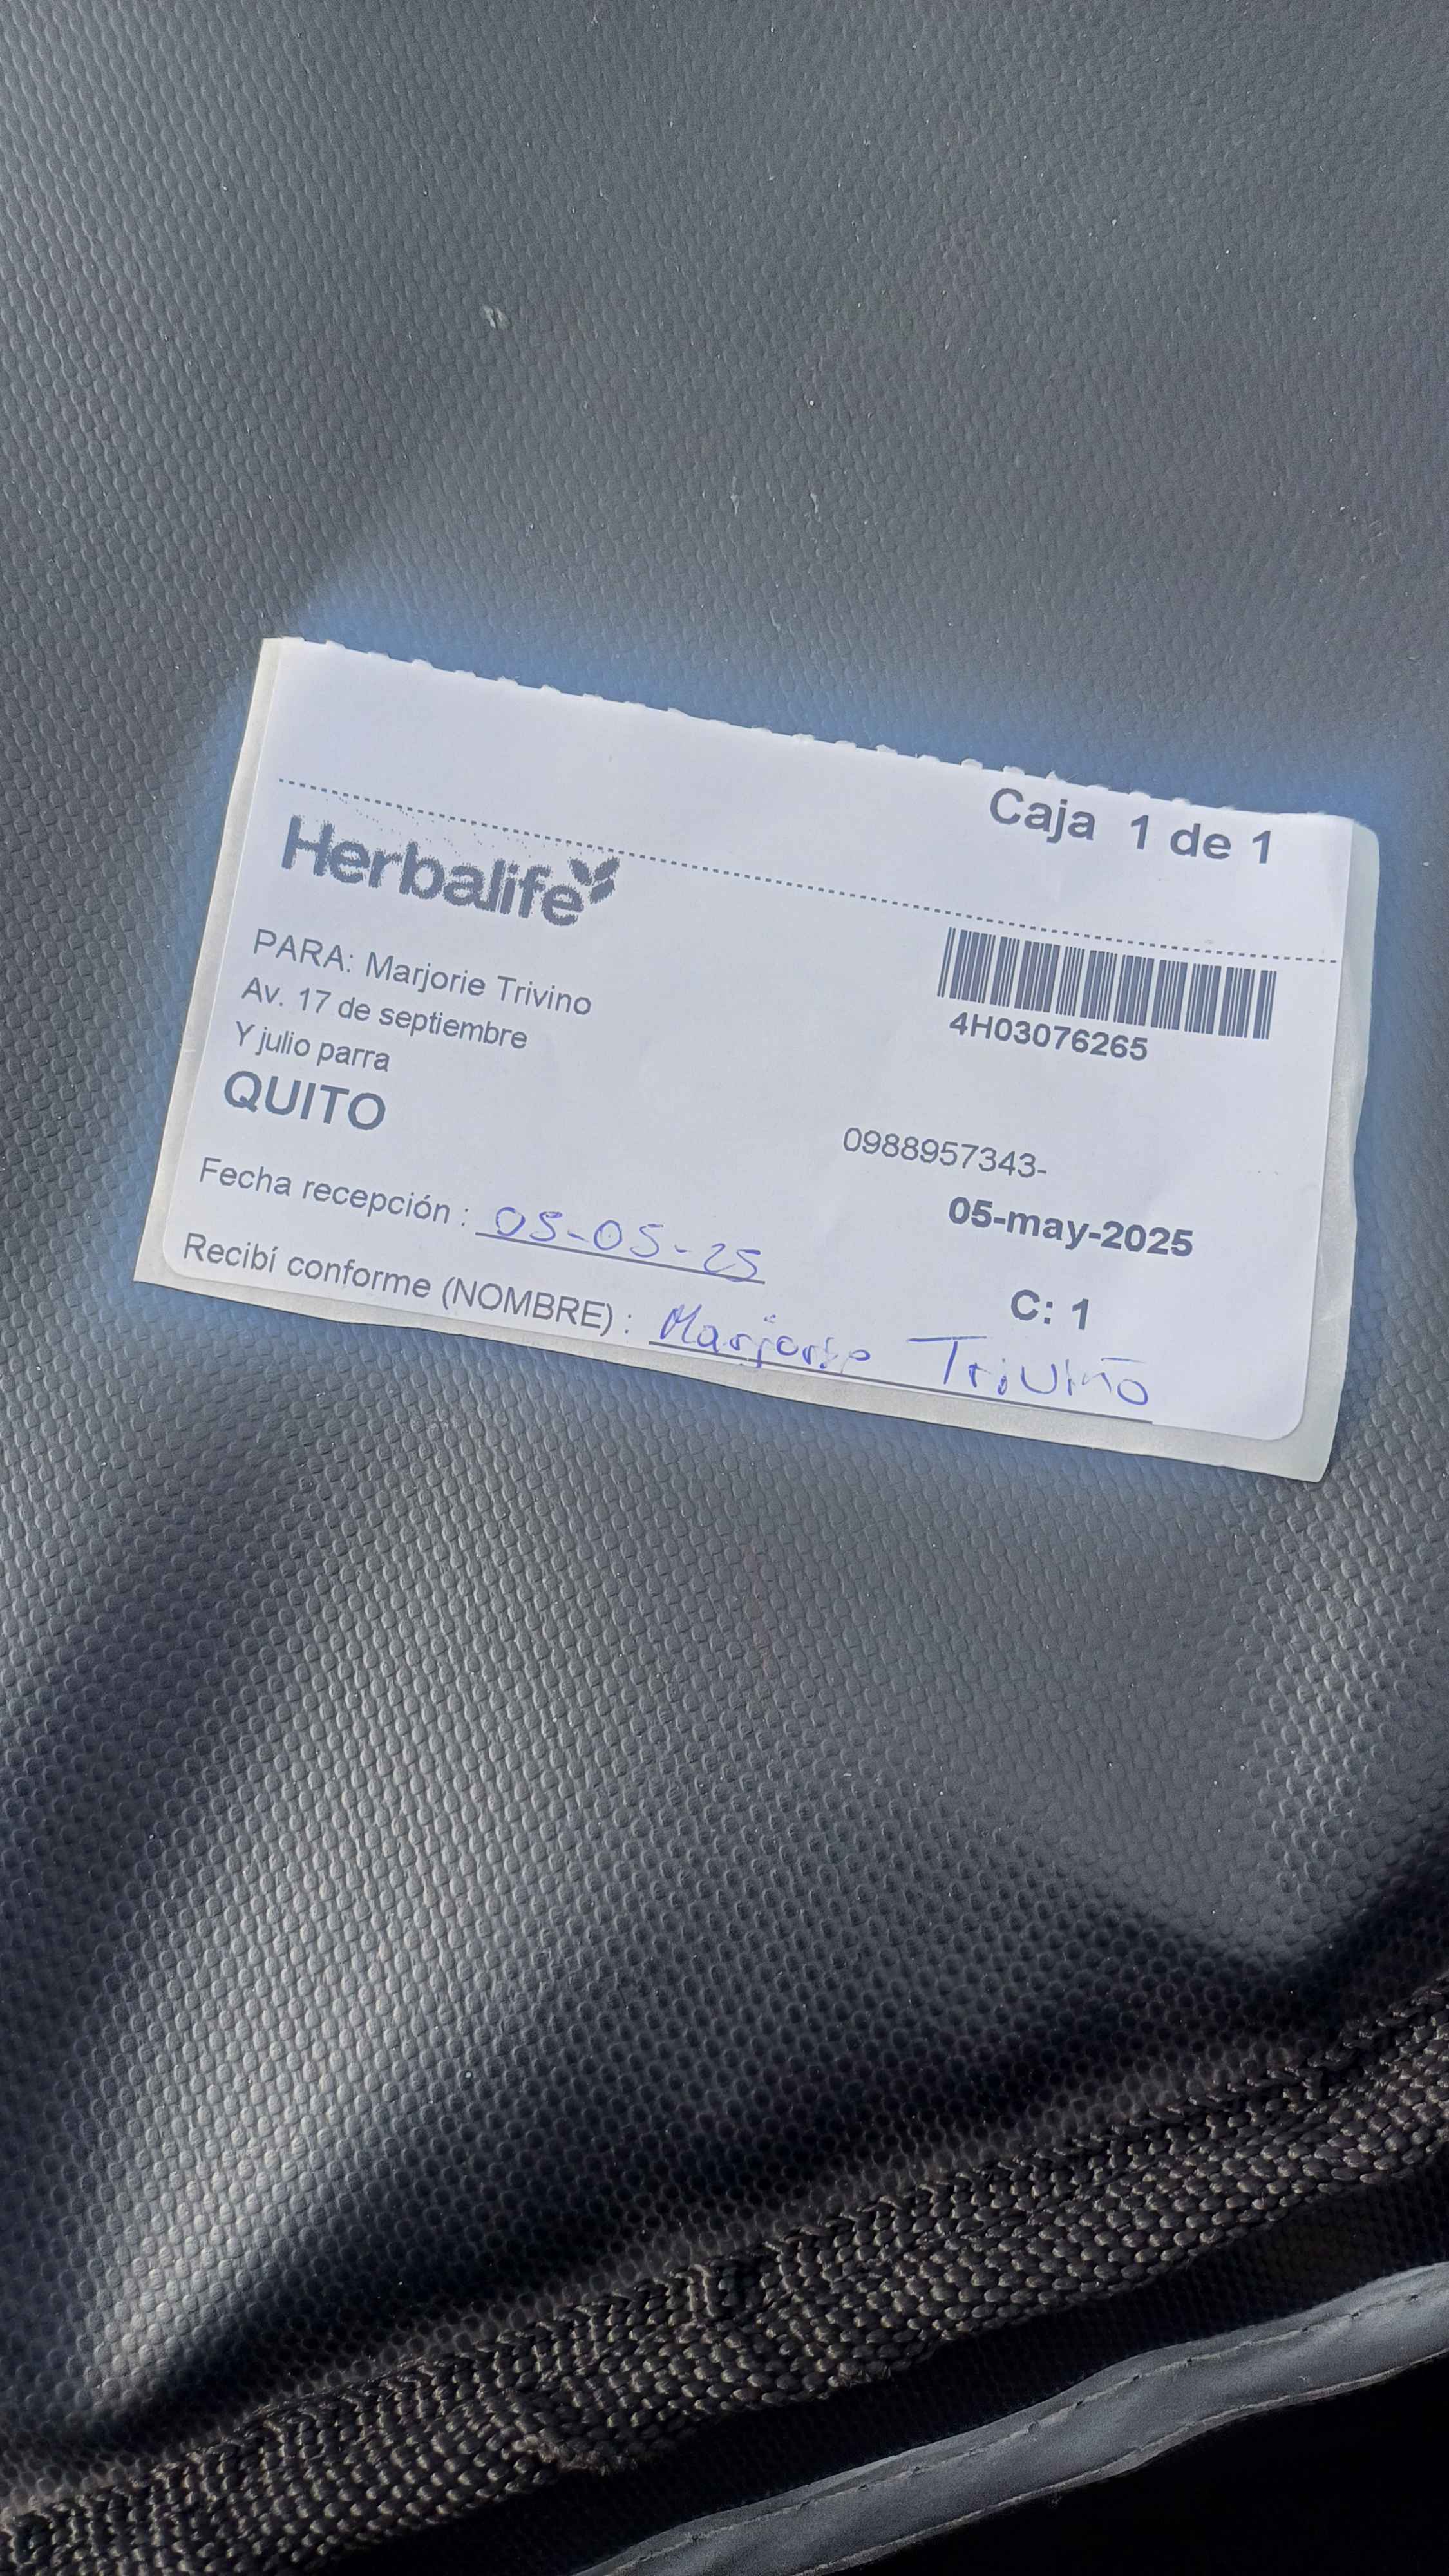 Caja 1 de 1
Herbalife
4H03076265
PARA: Marjorie Trivino
Av. 17 de septiembre
Y julio parra
QUITO
0988957343-
05-may-2025
Fecha recepción : 05-05-25
C: 1
Recibí conforme (NOMBRE) : Marjorie Triviño